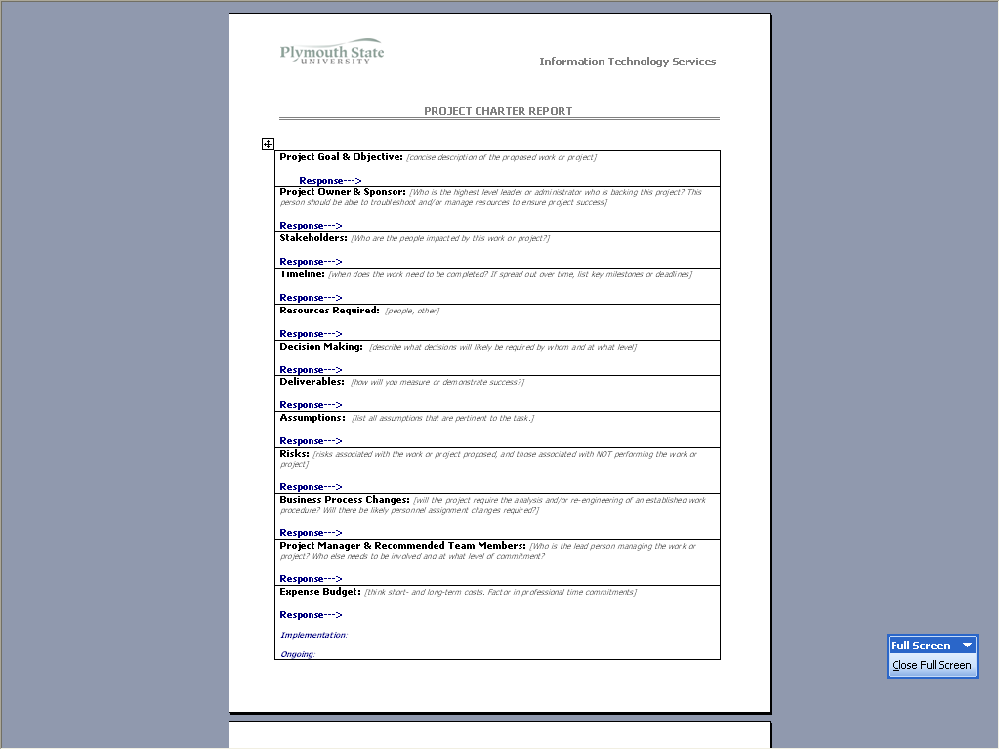 Plymouth State
UNIVERSITY
Information Technology Services
PROJECT CHARTER REPORT
Project Goal & Objective: [concise description of the proposed work or project]
Response--->
Project Owner & Sponsor: [Who is the highest level leader or administrator who is backing this project? This
person should be able to troubleshoot and/or manage resources to ensure project success]
Response--->
Stakeholders: [Who are the people impacted by this work or project?]
Response--->
Timeline: [when does the work need to be completed? If spread out over time, list key milestones or deadlines]
Response--->
Resources Required: [people, other]
Response--->
Decision Making: [describe what decisions will likely be required by whom and at what level]
Response--->
Deliverables: [how will you measure or demonstrate success?]
Response--->
Assumptions: [list all assumptions that are pertinent to the task.]
Response--->
Risks: [risks associated with the work or project proposed, and those associated with NOT performing the work or
project]
Response--->
Business Process Changes: [will the project require the analysis and/or re-engineering of an established work
procedure? Will there be likely personnel assignment changes required?]
Response--->
Project Manager & Recommended Team Members: [Who is the lead person managing the work or
project? Who else needs to be involved and at what level of commitment?
Response--->
Expense Budget: [think short- and long-term costs. Factor in professional time commitments]
Response--->
Implementation:
Ongoing:
Full Screen
Close Full Screen